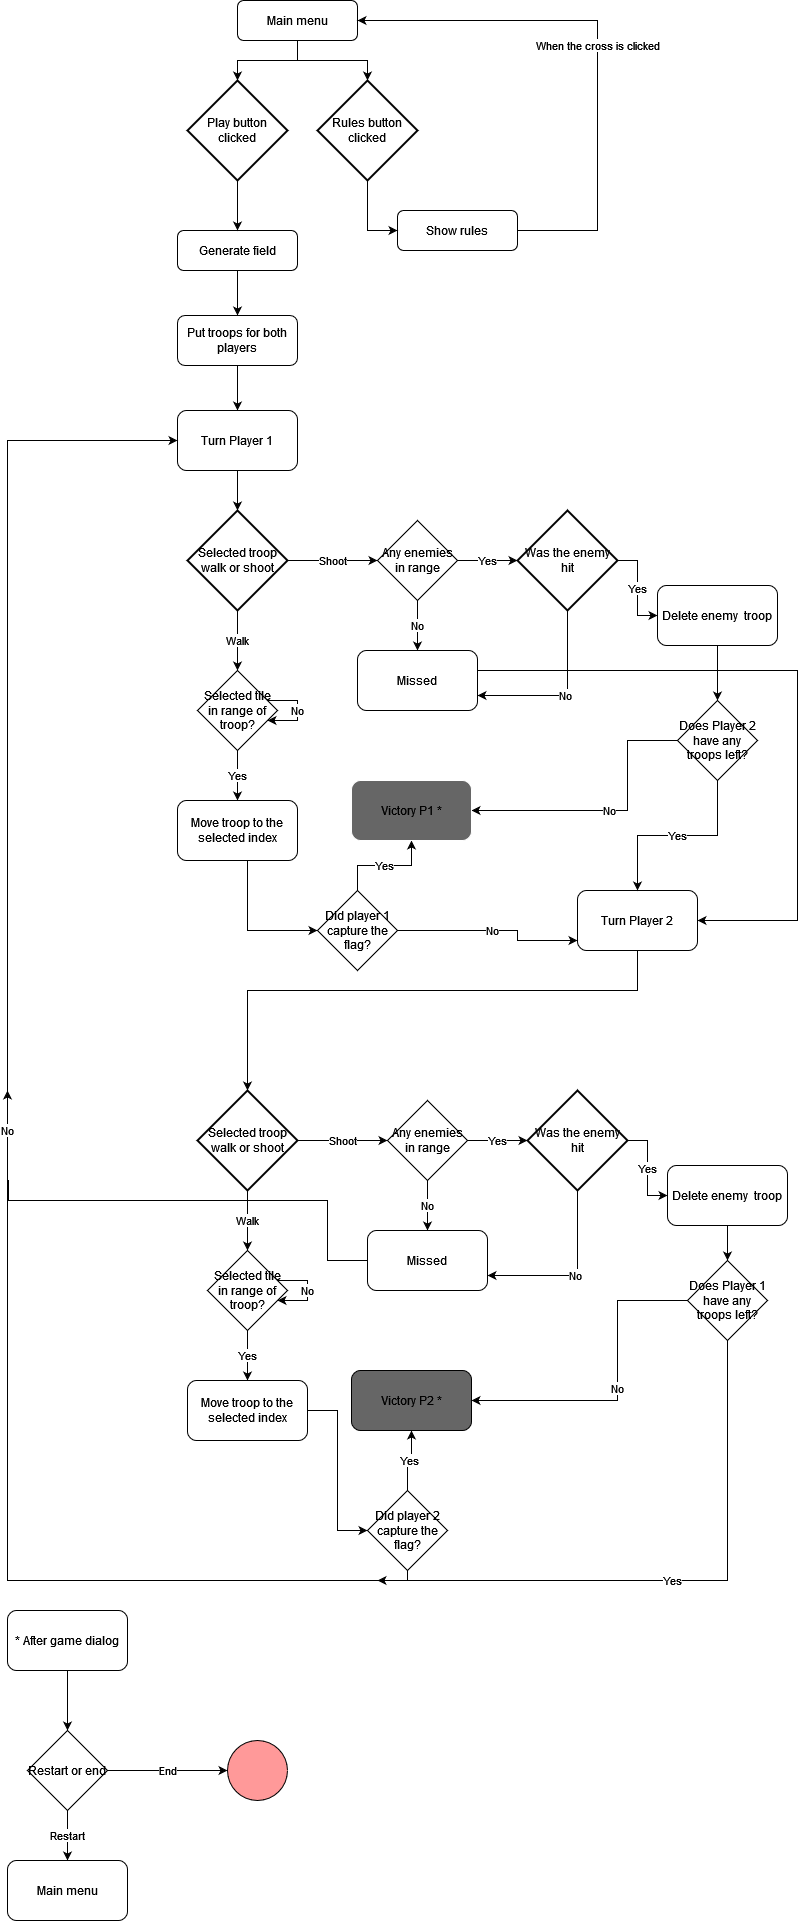 Main menu
When the cross is clicked
Play button
clicked
Rules button
clicked
Show rules
Generate field
Put troops for both
players
Turn Player 1
Selected troop
walk or shoot
Shoot
Any enemies
in range
Yes
Was the enemy
hit
Yes
Delete enemy troop
No
Walk
Missed
No
Selected tile
in range of
troop?
No
Does Player 2
have any
troops left?
Yes
Victory P1 *
No
Move troop to the
selected index
Yes
Yes
Did player 1
capture the
flag?
No
Turn Player 2
No
Selected troop
walk or shoot
Shoot
Any enemies
in range
Yes
Was the enemy
hit
Yes
Delete enemy troop
No
Walk
Missed
No
Selected tile
in range of
troop?
No
Does Player 1
have any
troops left?
Yes
No
Move troop to the
selected index
Victory P2 *
Yes
Did player 2
capture the
flag?
Yes
* After game dialog
Restart or end
End
Restart
Main menu